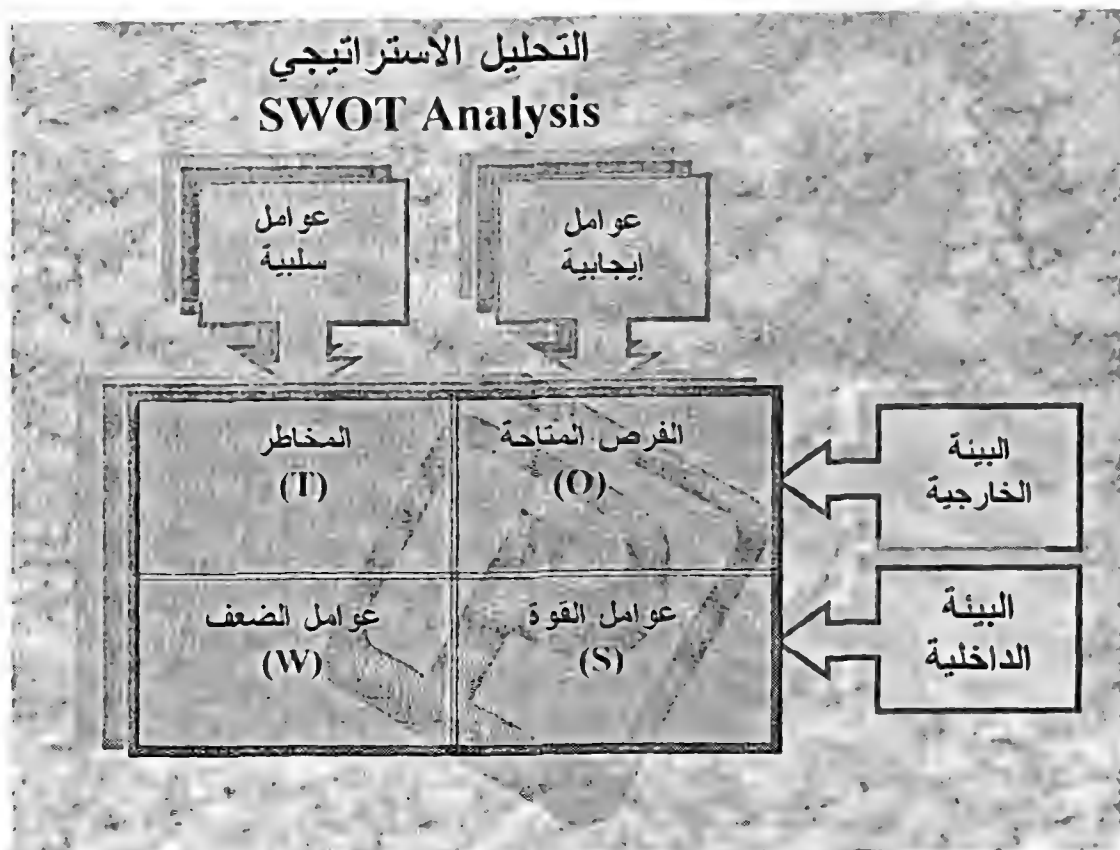 التحليل الاستراتيجي
SWOT Analysis
عوامل
إيجابية
عوامل
سلبية
البيئة
الخارجية
الفرص المتاحة
(O)
المخاطر
(T)
البيئة
الداخلية
عوامل القوة
(S)
عوامل الضعف
(W)